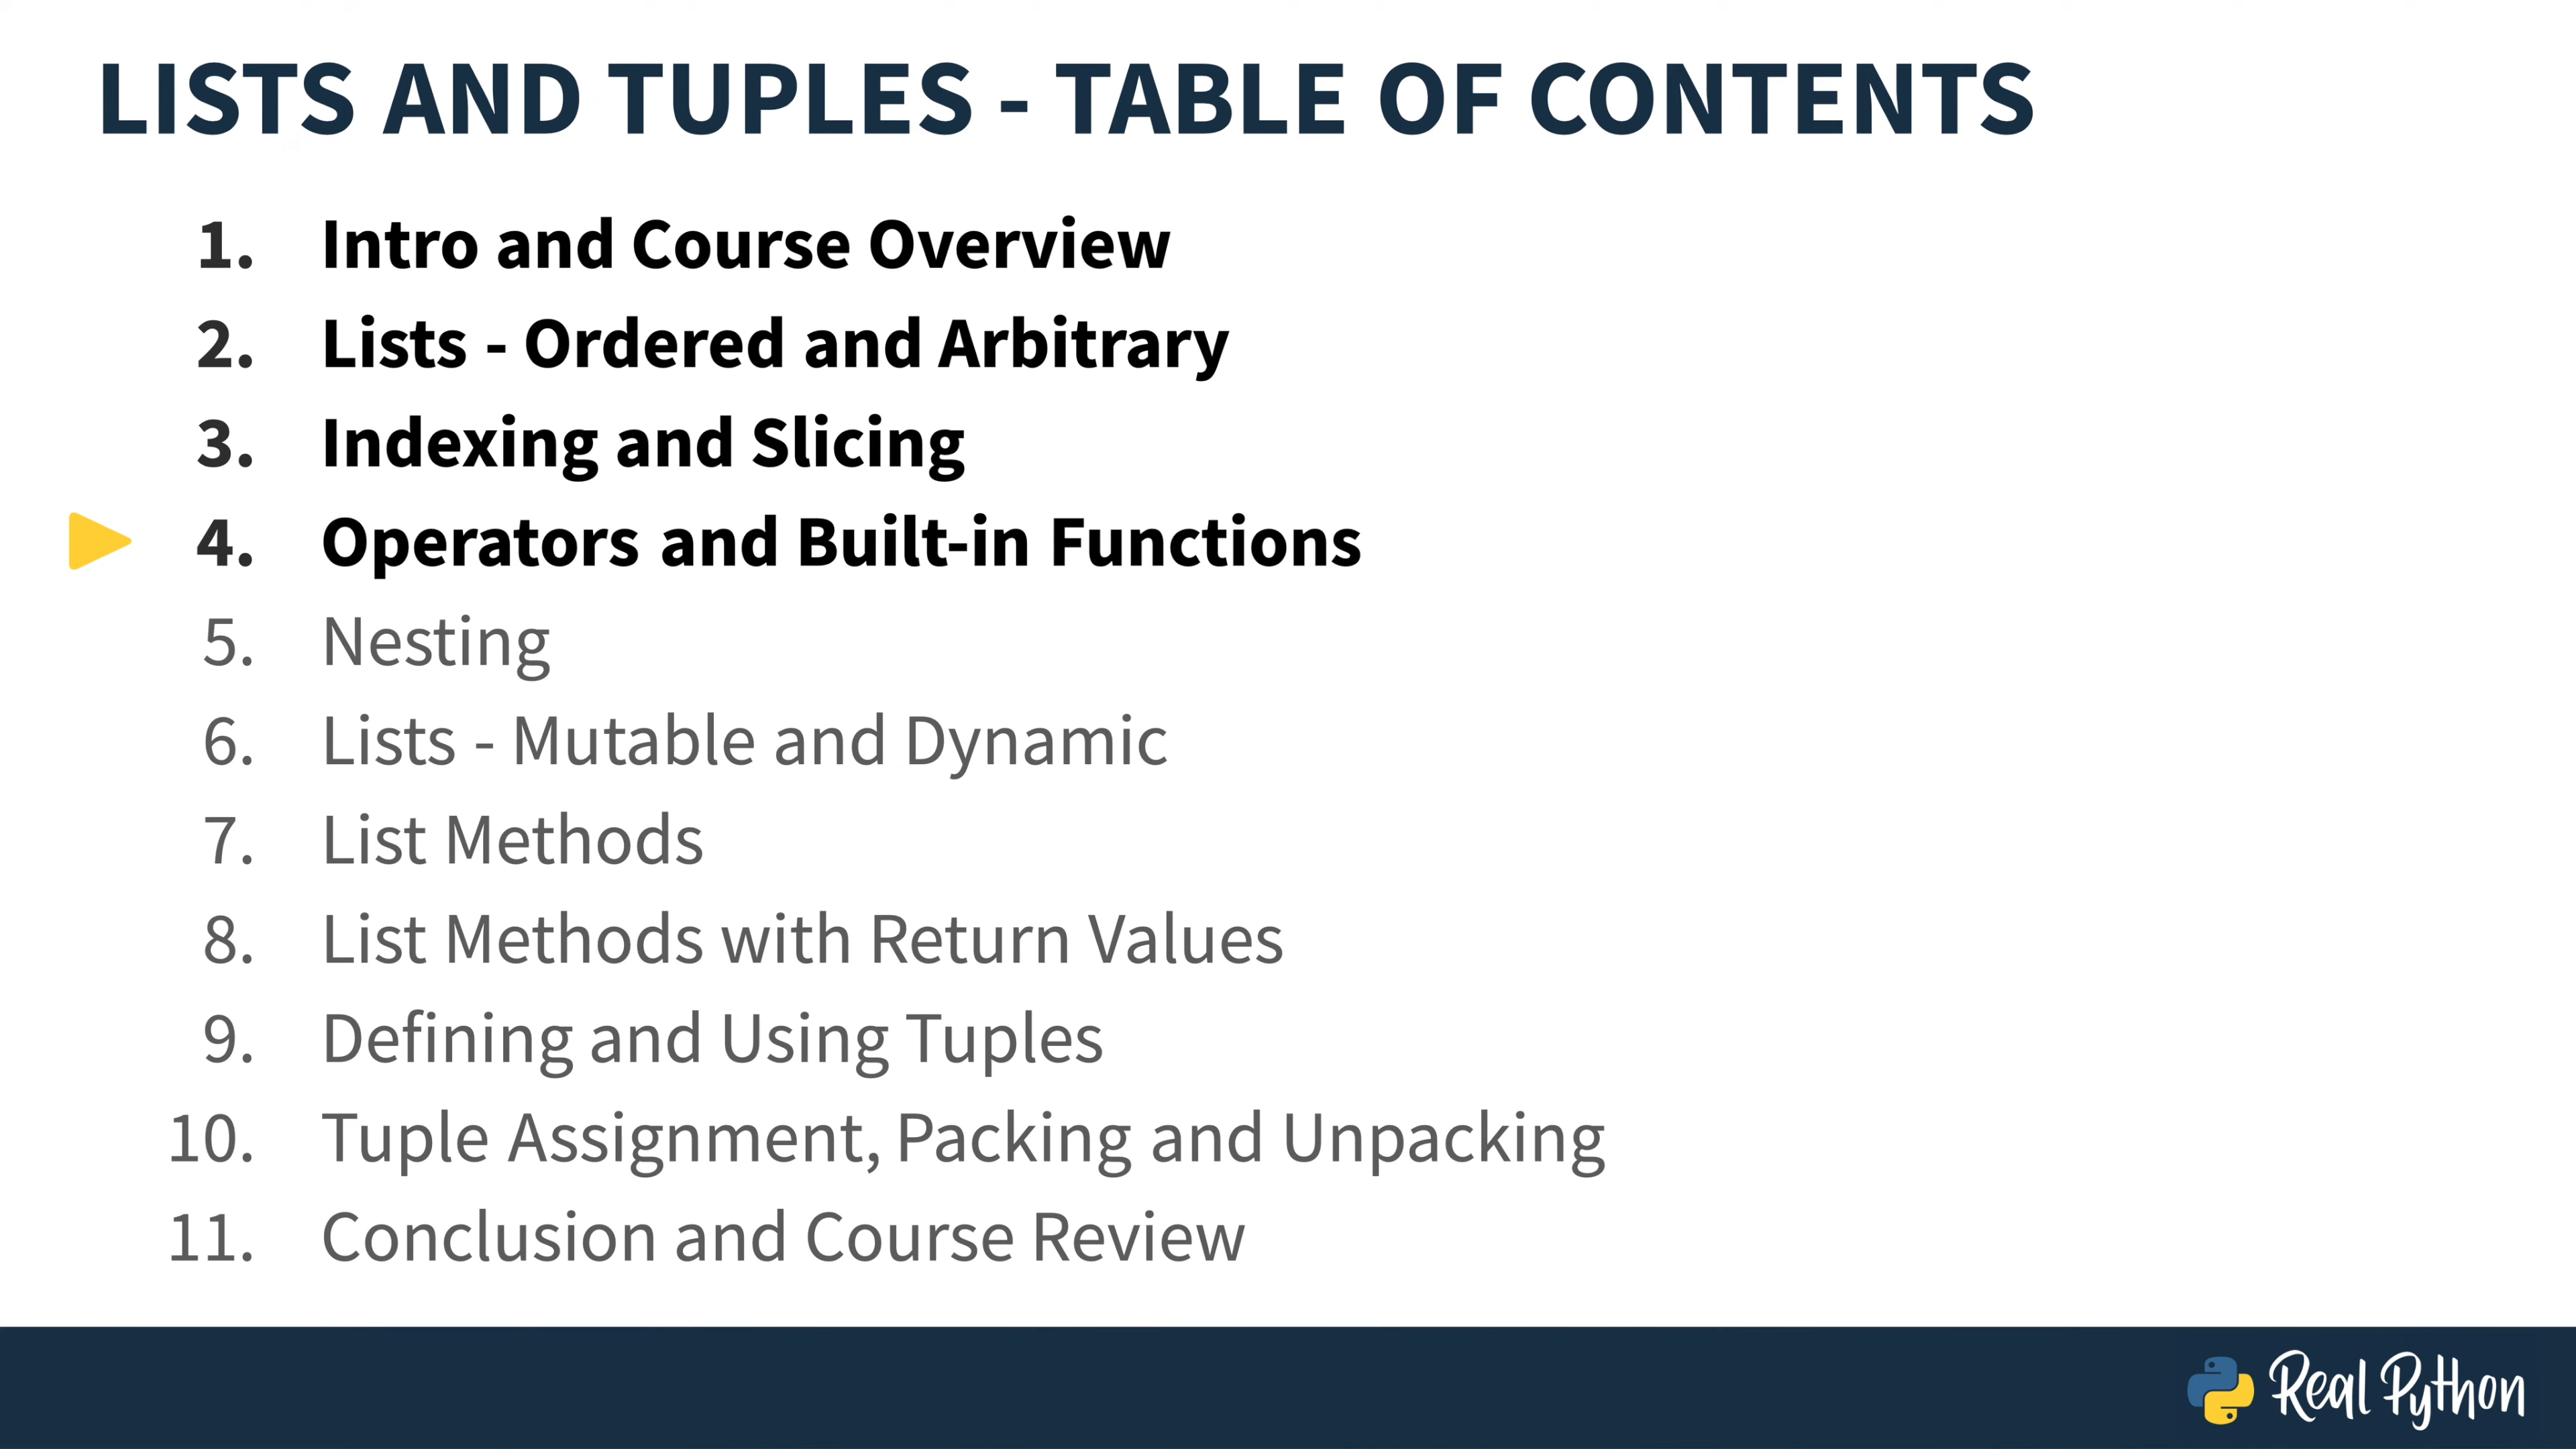 LISTS AND TUPLES - TABLE OF CONTENTS
1. Intro and Course Overview
2. Lists - Ordered and Arbitrary
3. Indexing and Slicing
4. Operators and Built-in Functions
5. Nesting
6. Lists - Mutable and Dynamic
7. List Methods
8. List Methods with Return Values
9. Defining and Using Tuples
10. Tuple Assignment, Packing and Unpacking
11. Conclusion and Course Review
Real Python